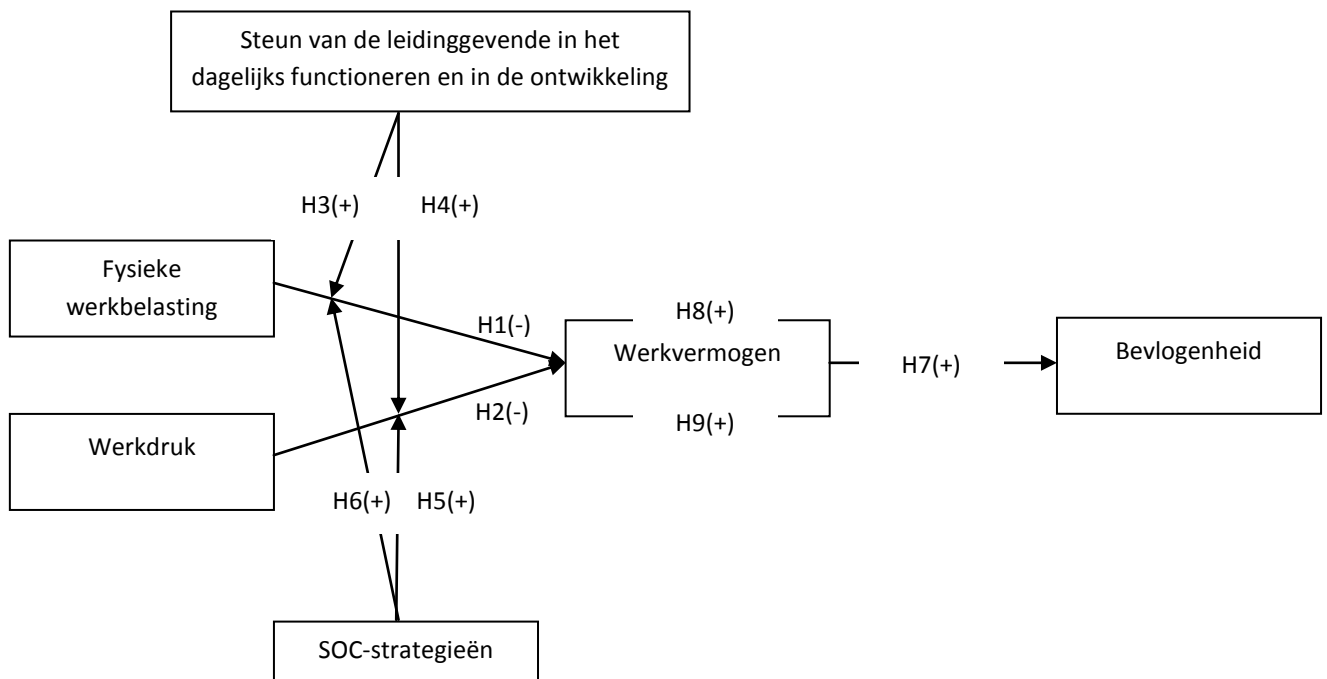 Steun van de leidinggevende in het
dagelijks functioneren en in de ontwikkeling
H3(+)
H4(+)
Fysieke
werkbelasting
H1(-)
H8(+)
Werkvermogen
Bevlogenheid
H7(+)
H2(-)
H9(+)
Werkdruk
H6(+)
H5(+)
SOC-strategieën